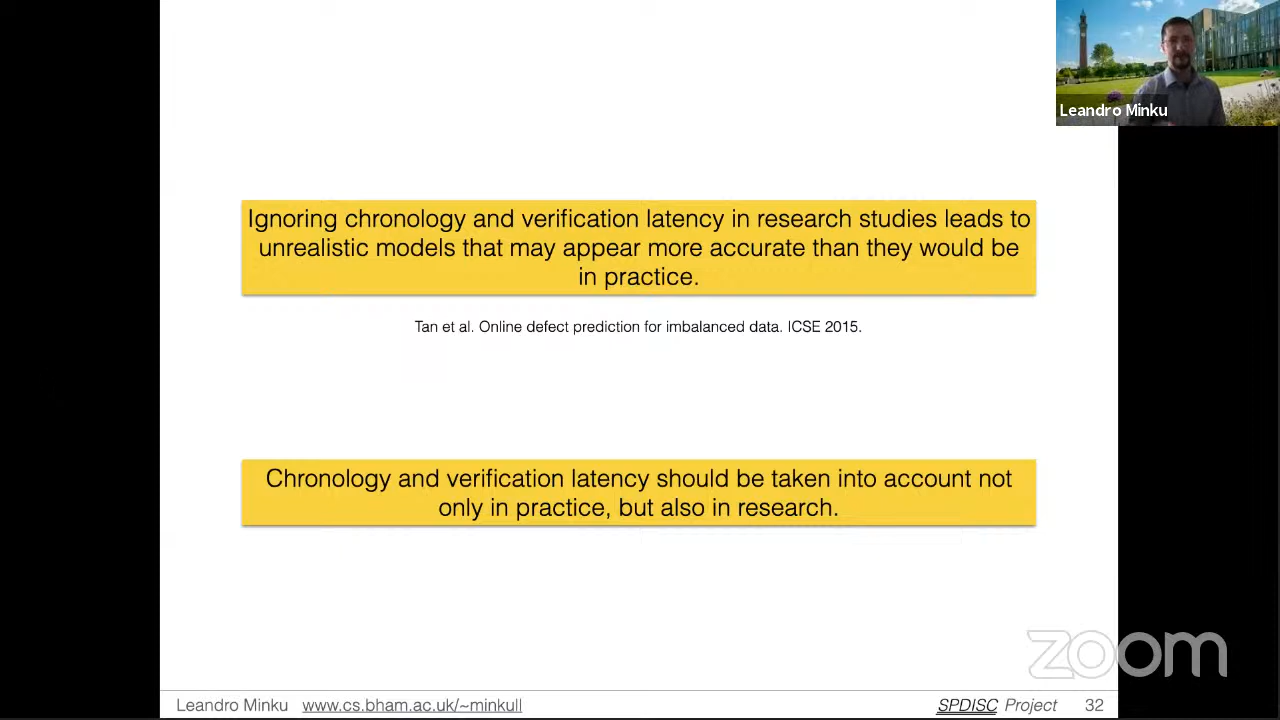 Leandro Minku
Ignoring chronology and verification latency in research studies leads to
unrealistic models that may appear more accurate than they would be
in practice.
Tan et al. Online defect prediction for imbalanced data. ICSE 2015.
Chronology and verification latency should be taken into account not
only in practice, but also in research.
zoom
Leandro Minku www.cs.bham.ac.uk/~minkull SPDISC Project 32